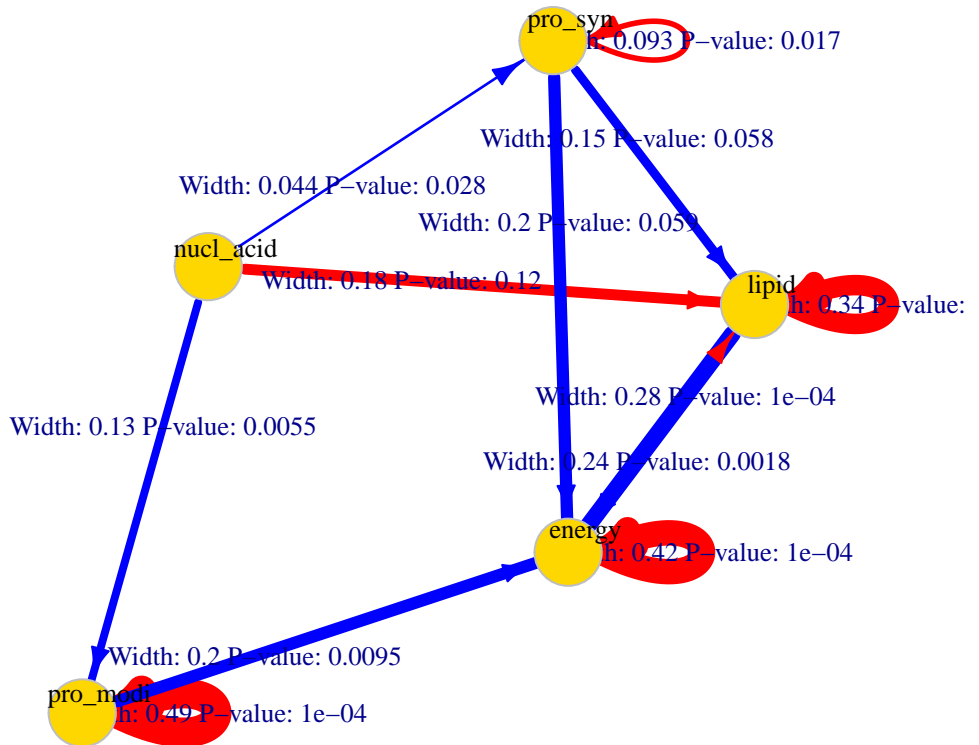 pro_syn
h: 0.093 P−value: 0.017
Width: 0.15 P−value: 0.058
Width: 0.044 P−value: 0.028
Width: 0.2 P−value: 0.059
nucl_acid
Width: 0.18 P−value: 0.12
lipid
h: 0.34 P−value:
Width: 0.28 P−value: 1e−04
Width: 0.13 P−value: 0.0055
Width: 0.24 P−value: 0.0018
energy
h: 0.42 P−value: 1e−04
Width: 0.2 P−value: 0.0095
pro_modi
h: 0.49 P−value: 1e−04